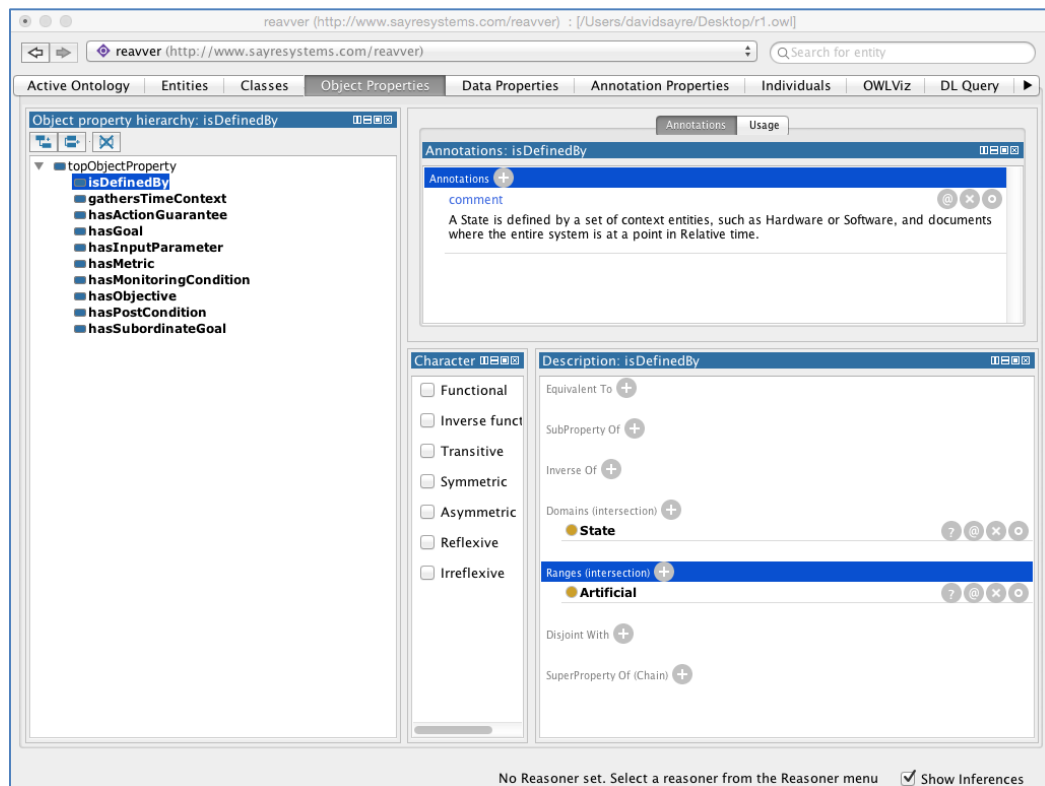 reavver (http://www.sayresystems.com/reavver) : [/Users/davidsayre/Desktop/r1.owl]
reavver (http://www.sayresystems.com/reavver)
Search for entity
Active Ontology Entities Classes Object Properties Data Properties Annotation Properties Individuals OWLViz DL Query
Object property hierarchy: isDefinedBy
topObjectProperty
isDefinedBy
gathersTimeContext
hasActionGuarantee
hasGoal
hasInputParameter
hasMetric
hasMonitoringCondition
hasObjective
hasPostCondition
hasSubordinateGoal
Annotations Usage
Annotations: isDefinedBy
Annotations
comment
A State is defined by a set of context entities, such as Hardware or Software, and documents
where the entire system is at a point in Relative time.
Character
Functional
Inverse funct
Transitive
Symmetric
Asymmetric
Reflexive
Irreflexive
Description: isDefinedBy
Equivalent To
SubProperty Of
Inverse Of
Domains (intersection)
State
Ranges (intersection)
Artificial
Disjoint With
SuperProperty Of (Chain)
No Reasoner set. Select a reasoner from the Reasoner menu Show Inferences